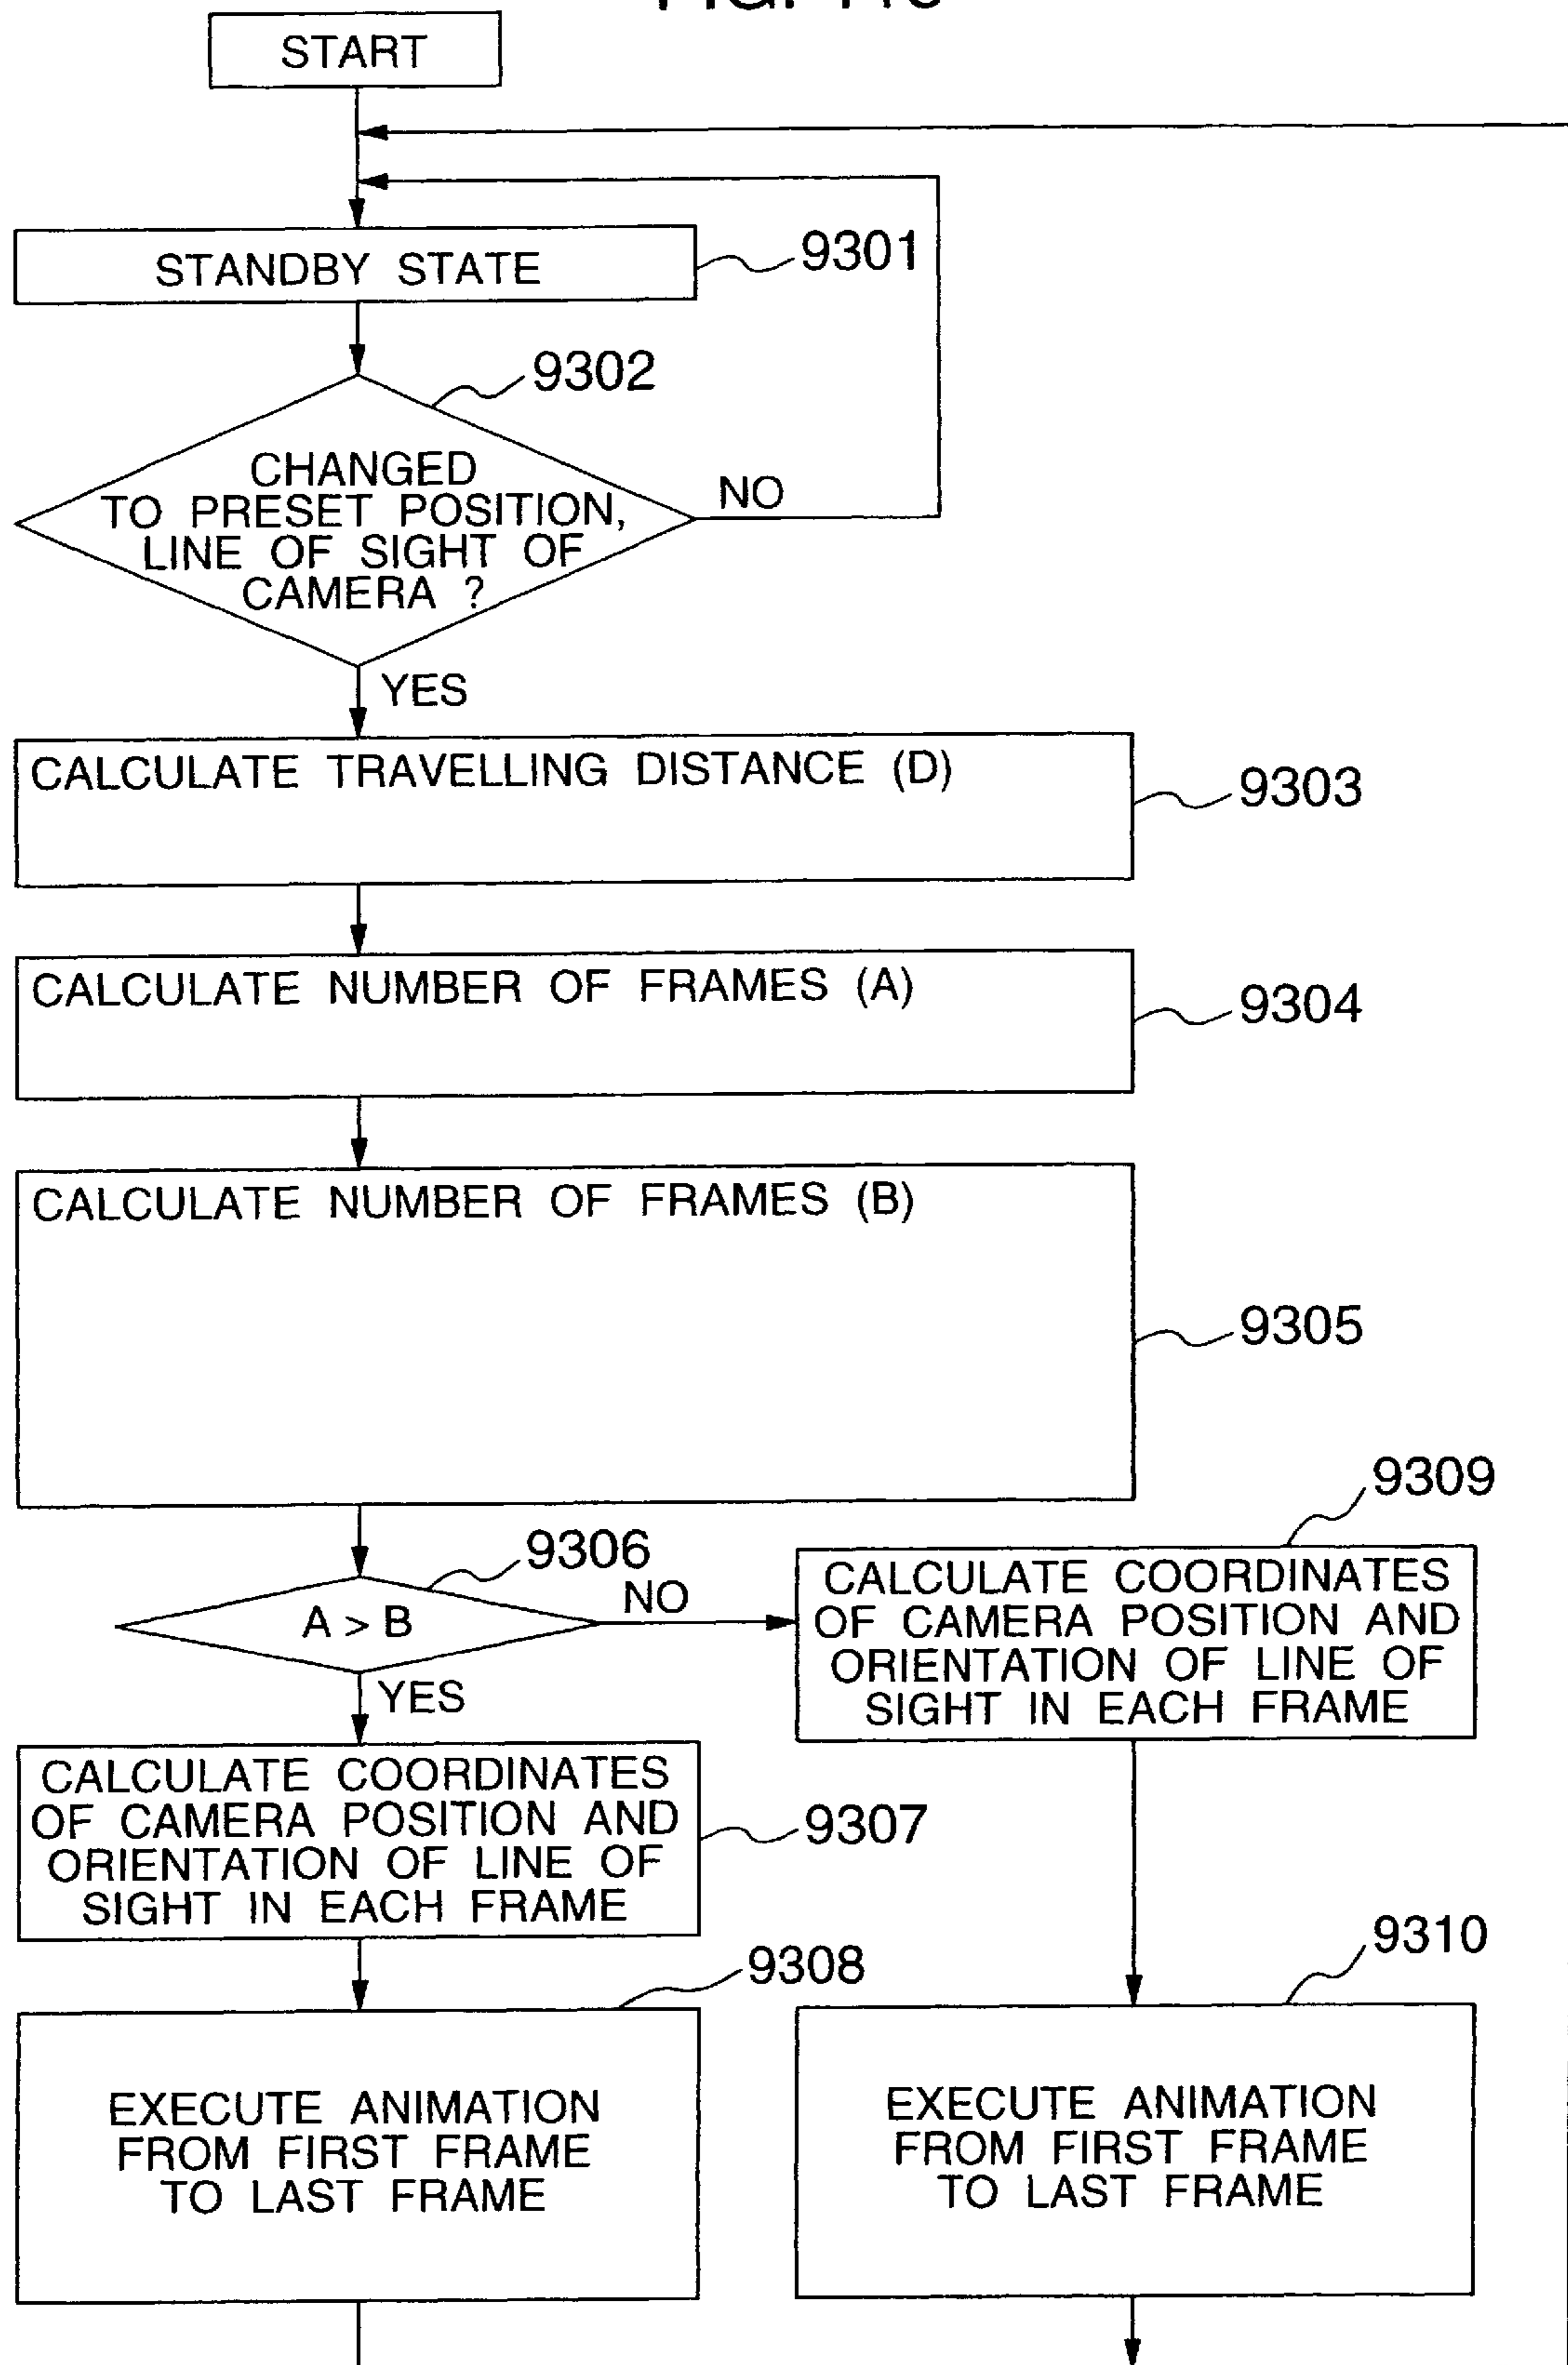 START
STANDBY STATE
9301
9302
CHANGED
TO PRESET POSITION,
LINE OF SIGHT OF
CAMERA ?
NO
YES
CALCULATE TRAVELLING DISTANCE (D)
9303
CALCULATE NUMBER OF FRAMES (A)
9304
CALCULATE NUMBER OF FRAMES (B)
9305
9306
A > B
NO
YES
9309
CALCULATE COORDINATES
OF CAMERA POSITION AND
ORIENTATION OF LINE OF
SIGHT IN EACH FRAME
CALCULATE COORDINATES
OF CAMERA POSITION AND
ORIENTATION OF LINE OF
SIGHT IN EACH FRAME
9307
9308
EXECUTE ANIMATION
FROM FIRST FRAME
TO LAST FRAME
9310
EXECUTE ANIMATION
FROM FIRST FRAME
TO LAST FRAME